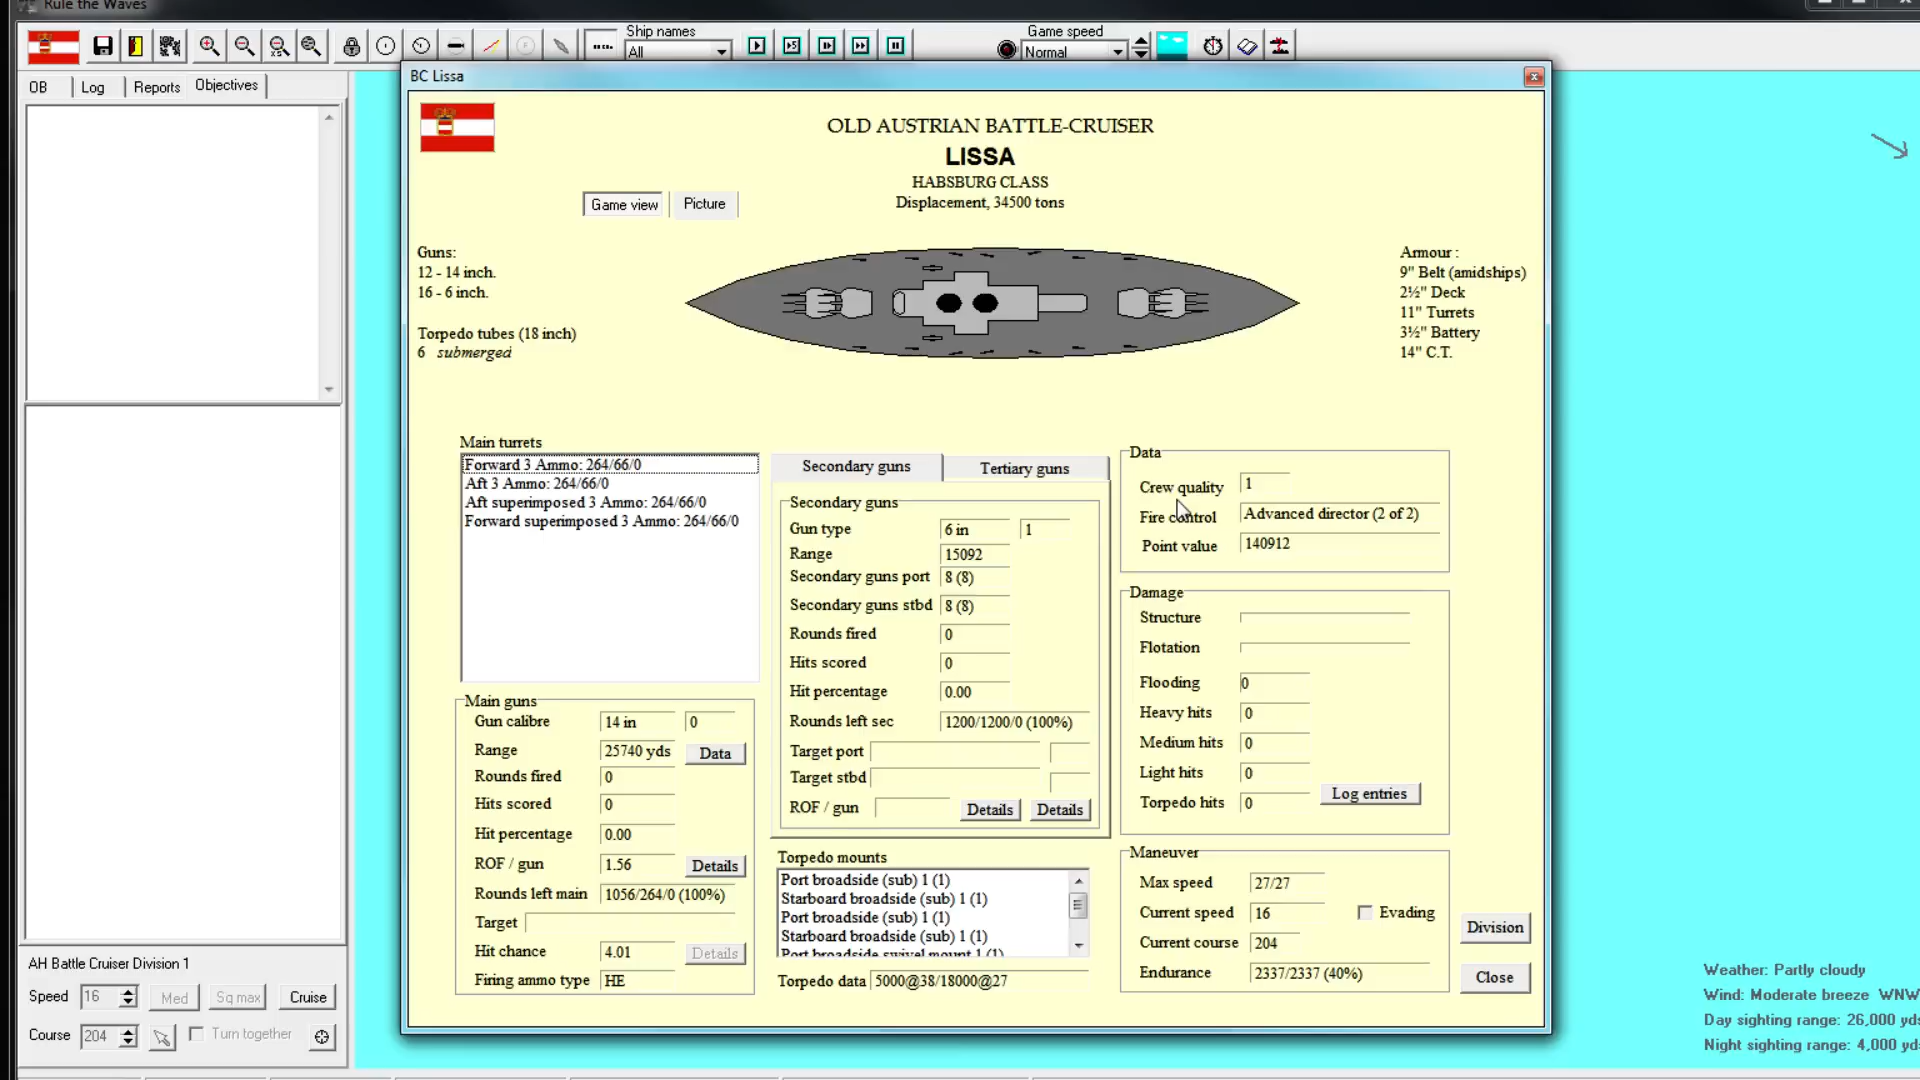 Rule the Waves
Ship names
All
Game speed
Normal
OB
Log
Reports
Objectives
BC Lissa
OLD AUSTRIAN BATTLE-CRUISER
LISSA
HABSBURG CLASS
Displacement, 34500 tons
Game view
Picture
Guns:
12 - 14 inch.
16 - 6 inch.
Torpedo tubes (18 inch)
6 submerged
Armour :
9" Belt (amidships)
2½" Deck
11" Turrets
3½" Battery
14" C.T.
Main turrets
Forward 3 Ammo: 264/66/0
Aft 3 Ammo: 264/66/0
Aft superimposed 3 Ammo: 264/66/0
Forward superimposed 3 Ammo: 264/66/0
Main guns
Gun calibre 14 in 0
Range 25740 yds Data
Rounds fired 0
Hits scored 0
Hit percentage 0.00
ROF / gun 1.56 Details
Rounds left main 1056/264/0 (100%)
Target
Hit chance 4.01 Details
Firing ammo type HE
Secondary guns
Tertiary guns
Secondary guns
Gun type 6 in 1
Range 15092
Secondary guns port 8 (8)
Secondary guns stbd 8 (8)
Rounds fired 0
Hits scored 0
Hit percentage 0.00
Rounds left sec 1200/1200/0 (100%)
Target port
Target stbd
ROF / gun Details Details
Torpedo mounts
Port broadside (sub) 1 (1)
Starboard broadside (sub) 1 (1)
Port broadside (sub) 1 (1)
Starboard broadside (sub) 1 (1)
Port broadside swivel mount 1 (1)
Torpedo data 5000@38/18000@27
Data
Crew quality 1
Fire control Advanced director (2 of 2)
Point value 140912
Damage
Structure
Flotation
Flooding 0
Heavy hits 0
Medium hits 0
Light hits 0
Torpedo hits 0
Log entries
Maneuver
Max speed 27/27
Current speed 16 Evading
Current course 204
Endurance 2337/2337 (40%)
Division
Close
AH Battle Cruiser Division 1
Speed 16 Med Sq max Cruise
Course 204 Turn together
Weather: Partly cloudy
Wind: Moderate breeze WNW
Day sighting range: 26,000 yds
Night sighting range: 4,000 yd